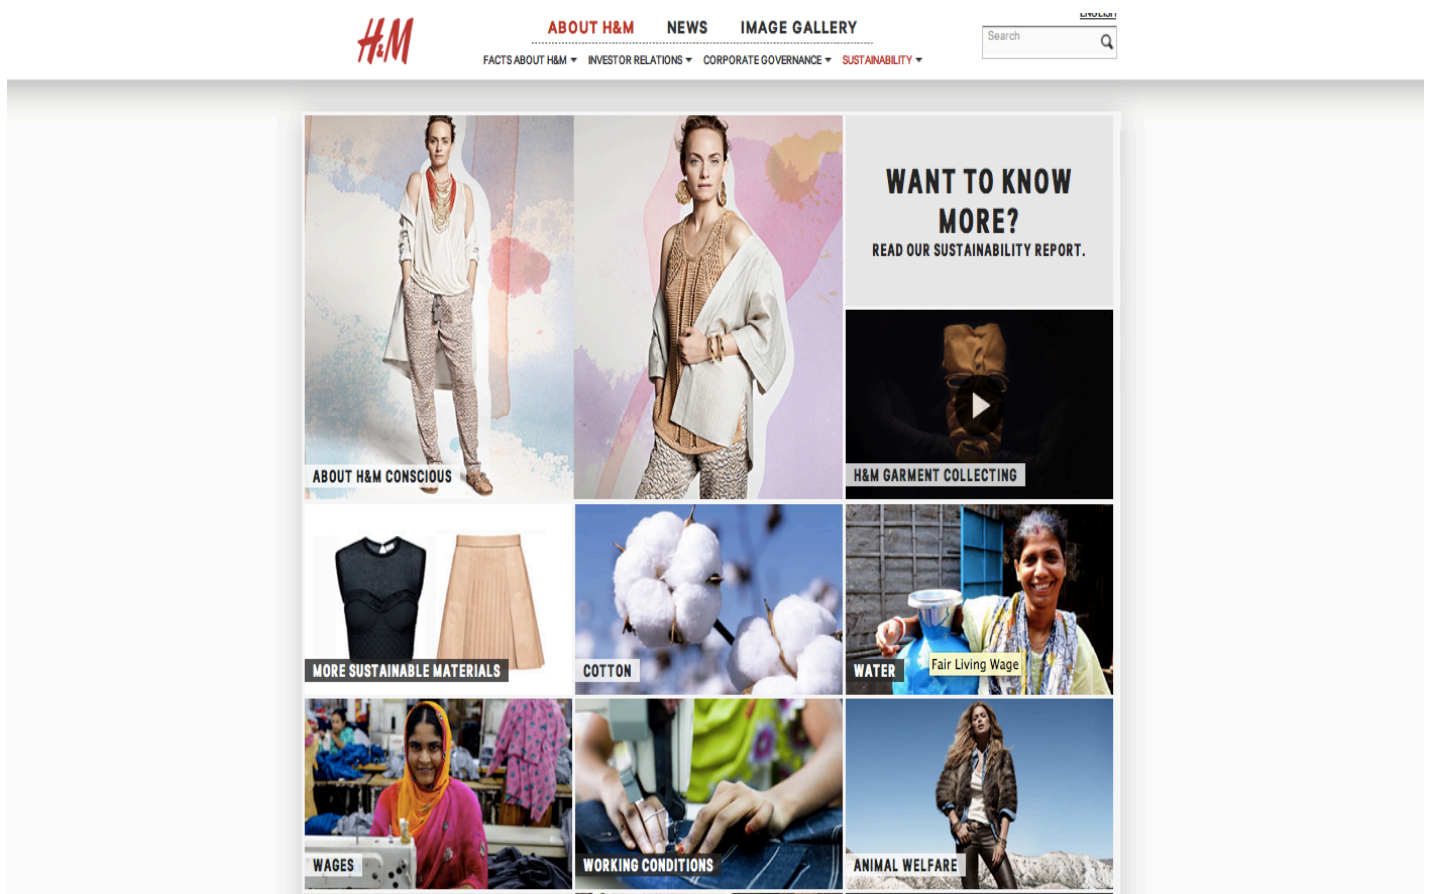 ENGLISH
H&M
ABOUT H&M NEWS IMAGE GALLERY
Search
FACTS ABOUT H&M INVESTOR RELATIONS CORPORATE GOVERNANCE SUSTAINABILITY
WANT TO KNOW
MORE?
READ OUR SUSTAINABILITY REPORT.
ABOUT H&M CONSCIOUS
H&M GARMENT COLLECTING
MORE SUSTAINABLE MATERIALS
COTTON
WATER
Fair Living Wage
WAGES
WORKING CONDITIONS
ANIMAL WELFARE